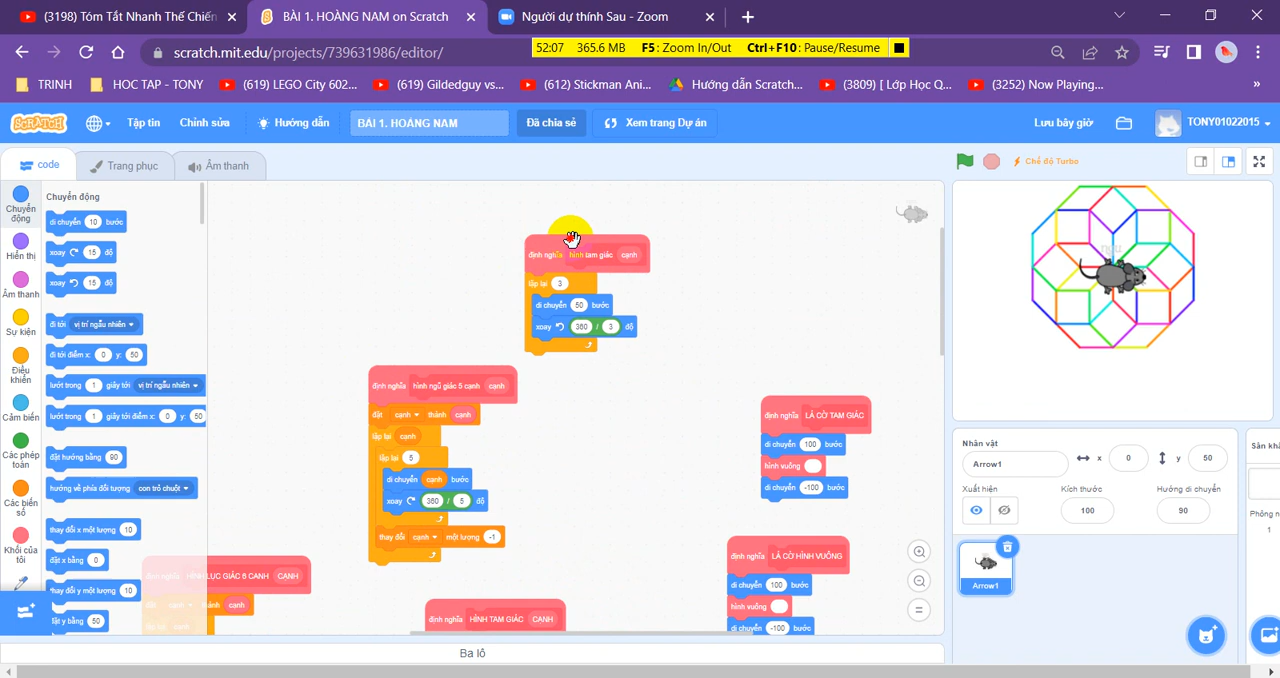 (3198) Tóm Tắt Nhanh Thế Chiến
BÀI 1. HOÀNG NAM on Scratch
Người dự thính Sau - Zoom
scratch.mit.edu/projects/739631986/editor/
52:07 365.6 MB F5: Zoom In/Out Ctrl+F10: Pause/Resume
TRINH
HOC TAP - TONY
(619) LEGO City 602...
(619) Gildedguy vs...
(612) Stickman Ani...
Hướng dẫn Scratch...
(3809) [ Lớp Học Q...
(3252) Now Playing...
SCRATCH
Tập tin
Chỉnh sửa
Hướng dẫn
BÀI 1. HOÀNG NAM
Đã chia sẻ
Xem trang Dự án
Lưu bây giờ
TONY01022015
code
Trang phục
Âm thanh
Chế độ Turbo
Chuyển động
Hiển thị
Âm thanh
Sự kiện
Điều khiển
Cảm biến
Các phép toán
Các biến số
Khối của tôi
Chuyển động
di chuyển 10 bước
xoay 15 độ
xoay 15 độ
đi tới vị trí ngẫu nhiên
đi tới điểm x: 0 y: 50
lướt trong 1 giây tới vị trí ngẫu nhiên
lướt trong 1 giây tới điểm x: 0 y: 50
đặt hướng bằng 90
hướng về phía đối tượng con trỏ chuột
thay đổi x một lượng 10
đặt x bằng 0
thay đổi y một lượng 10
đặt y bằng 50
định nghĩa hình tam giác cạnh
lặp lại 3
di chuyển 50 bước
xoay 360 / 3 độ
định nghĩa hình ngũ giác 5 cạnh cạnh
đặt cạnh thành cạnh
lặp lại cạnh
lặp lại 5
di chuyển cạnh bước
xoay 360 / 5 độ
thay đổi cạnh một lượng -1
định nghĩa LÁ CỜ TAM GIÁC
di chuyển 100 bước
hình vuông
di chuyển -100 bước
định nghĩa LÁ CỜ HÌNH VUÔNG
di chuyển 100 bước
hình vuông
di chuyển -100 bước
định nghĩa HÌNH LỤC GIÁC 6 CẠNH CẠNH
đặt cạnh thành cạnh
định nghĩa HÌNH TAM GIÁC CẠNH
Ba lô
Nhân vật
Arrow1
x 0
y 50
Xuất hiện
Kích thước
100
Hướng di chuyển
90
Arrow1
Phông n
1